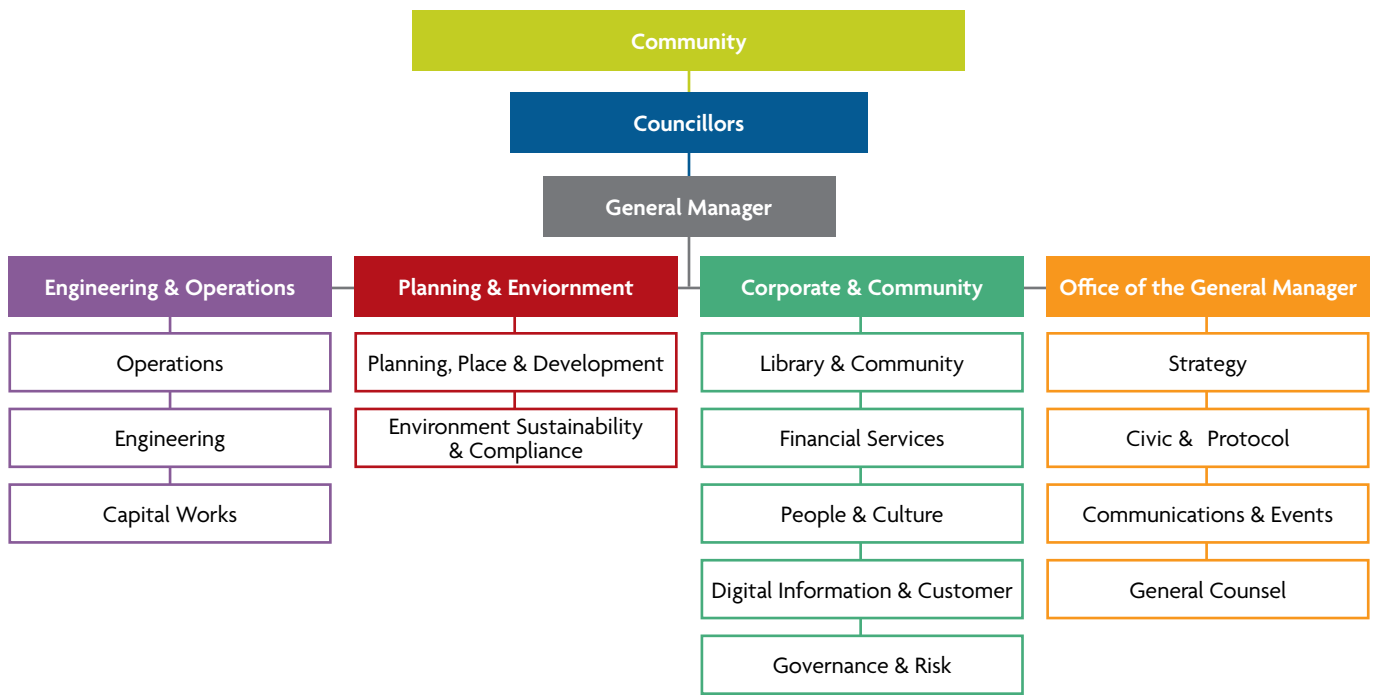 Community
Councillors
General Manager
Engineering & Operations
Operations
Engineering
Capital Works
Planning & Enviornment
Planning, Place & Development
Environment Sustainability
& Compliance
Corporate & Community
Library & Community
Financial Services
People & Culture
Digital Information & Customer
Governance & Risk
Office of the General Manager
Strategy
Civic &  Protocol
Communications & Events
General Counsel